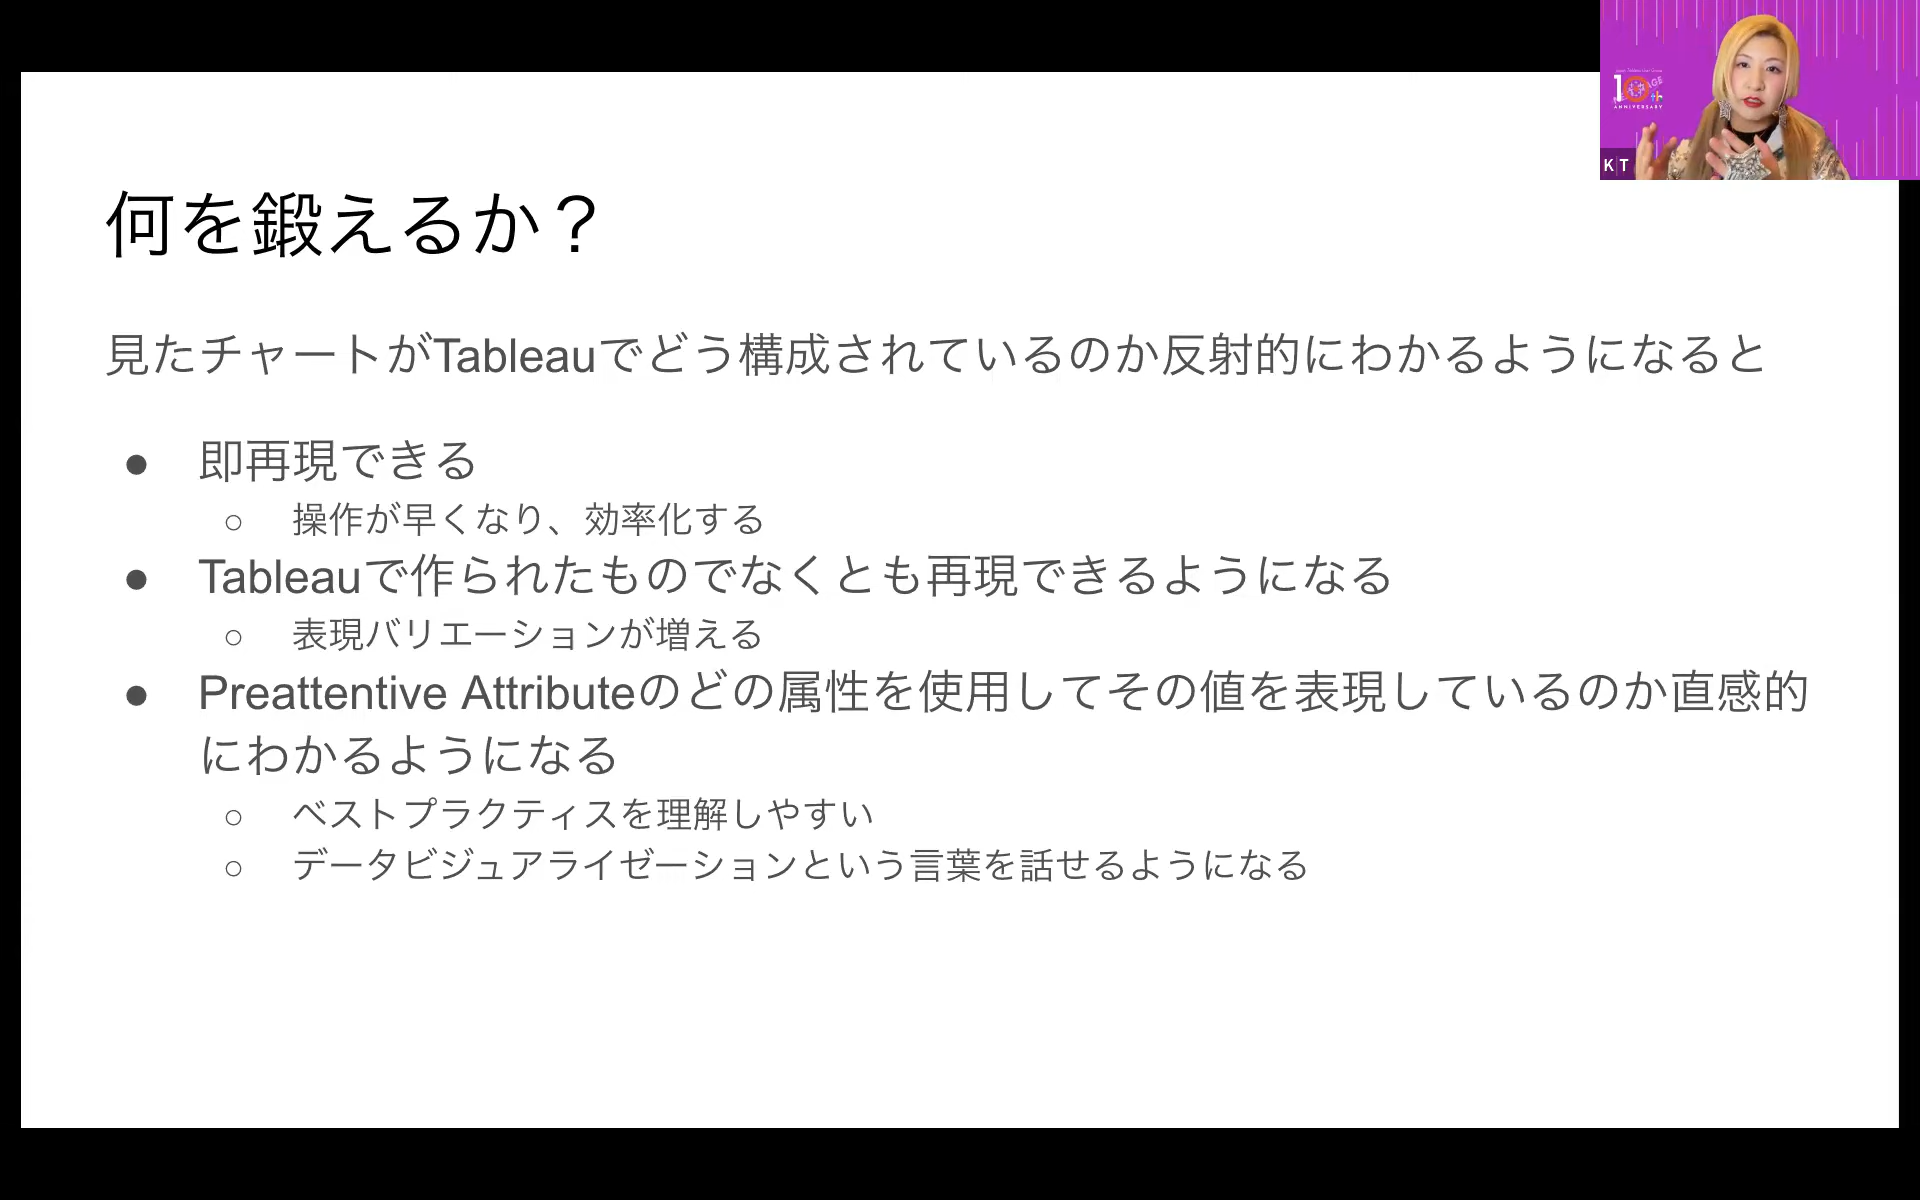 何を鍛えるか？
見たチャートがTableauでどう構成されているのか反射的にわかるようになると
● 即再現できる
○ 操作が早くなり、効率化する
● Tableauで作られたものでなくとも再現できるようになる
○ 表現バリエーションが増える
● Preattentive Attributeのどの属性を使用してその値を表現しているのか直感的
にわかるようになる
○ ベストプラクティスを理解しやすい
○ データビジュアライゼーションという言葉を話せるようになる
Japan Tableau User Group
10th
ANNIVERSARY
K T